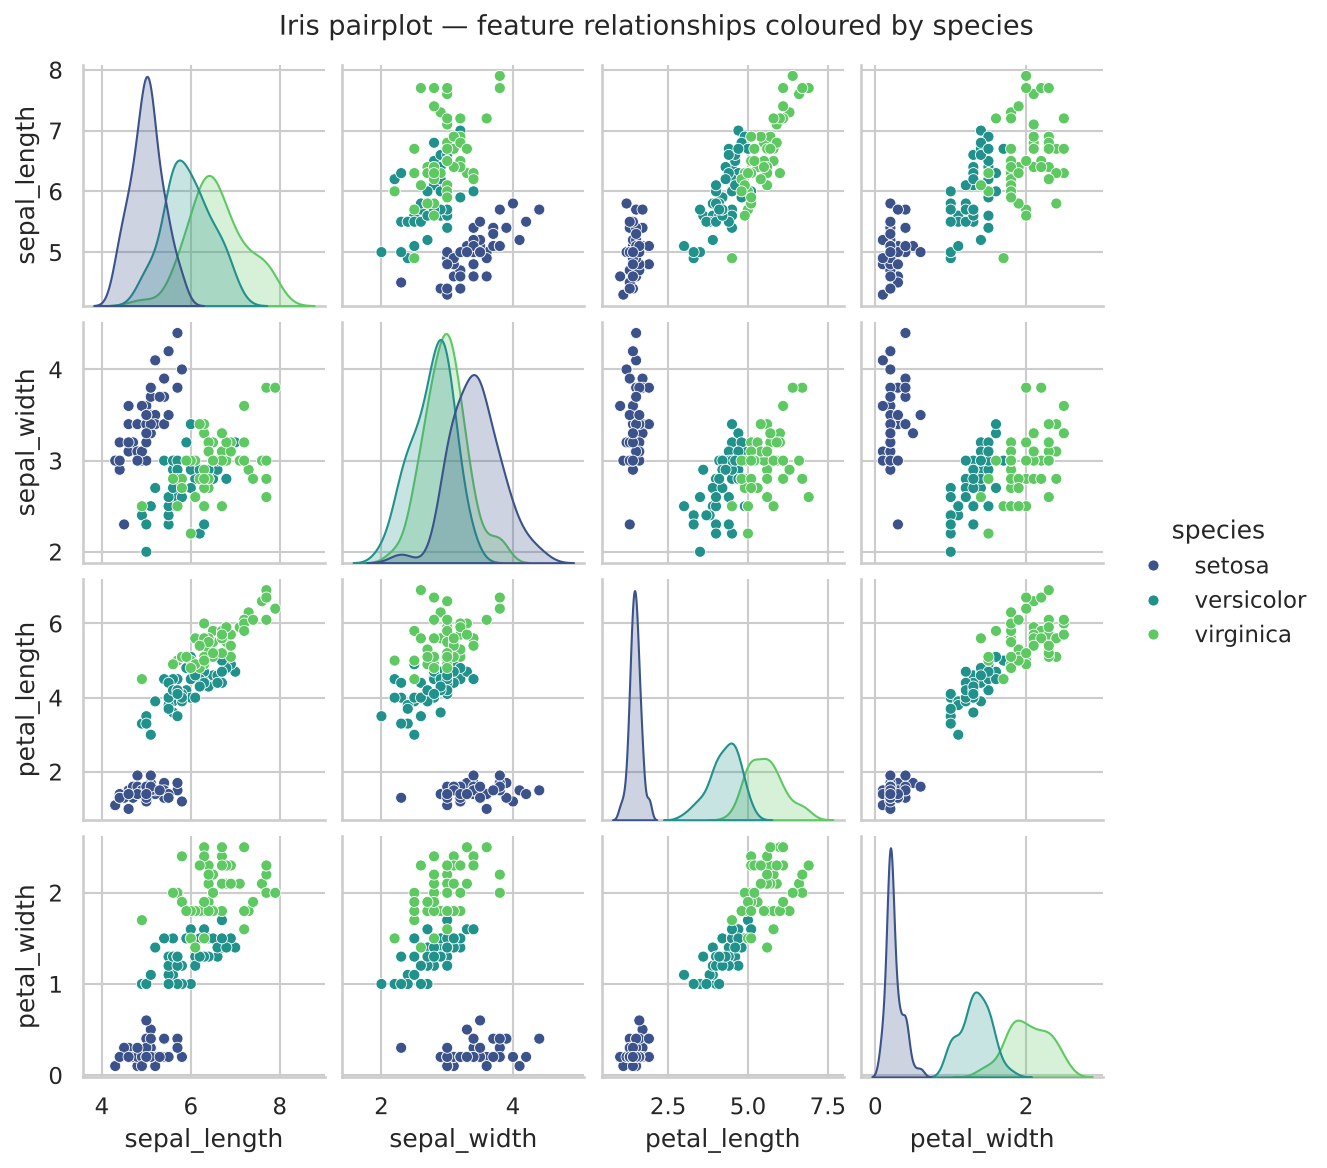 Iris pairplot — feature relationships coloured by species
8
7
6
5
sepal_length
4
3
2
sepal_width
6
4
2
petal_length
2
1
0
petal_width
4 6 8
sepal_length
2 4
sepal_width
2.5 5.0 7.5
petal_length
0 2
petal_width
species
setosa
versicolor
virginica